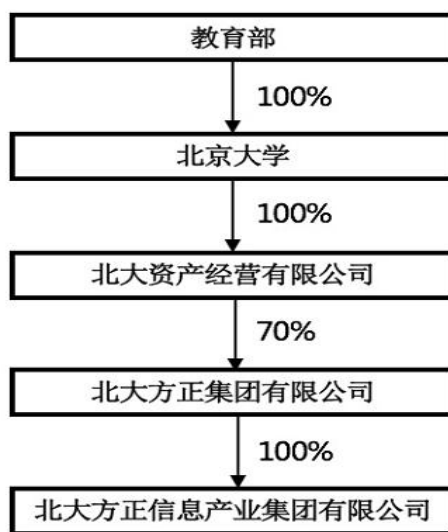 教育部
100%
北京大学
100%
北大资产经营有限公司
70%
北大方正集团有限公司
100%
北大方正信息产业集团有限公司